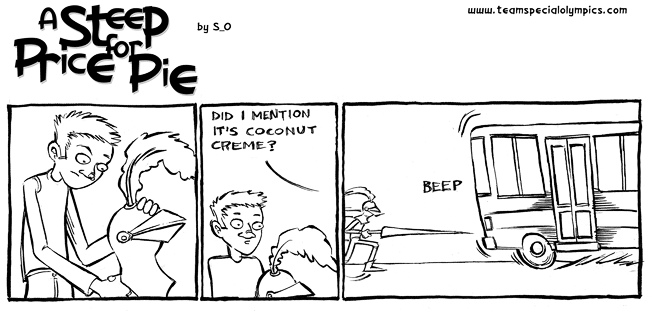 A Steep
for
Price Pie
by S_O
www.teamspecialolympics.com
DID I MENTION
IT'S COCONUT
CREME?
BEEP